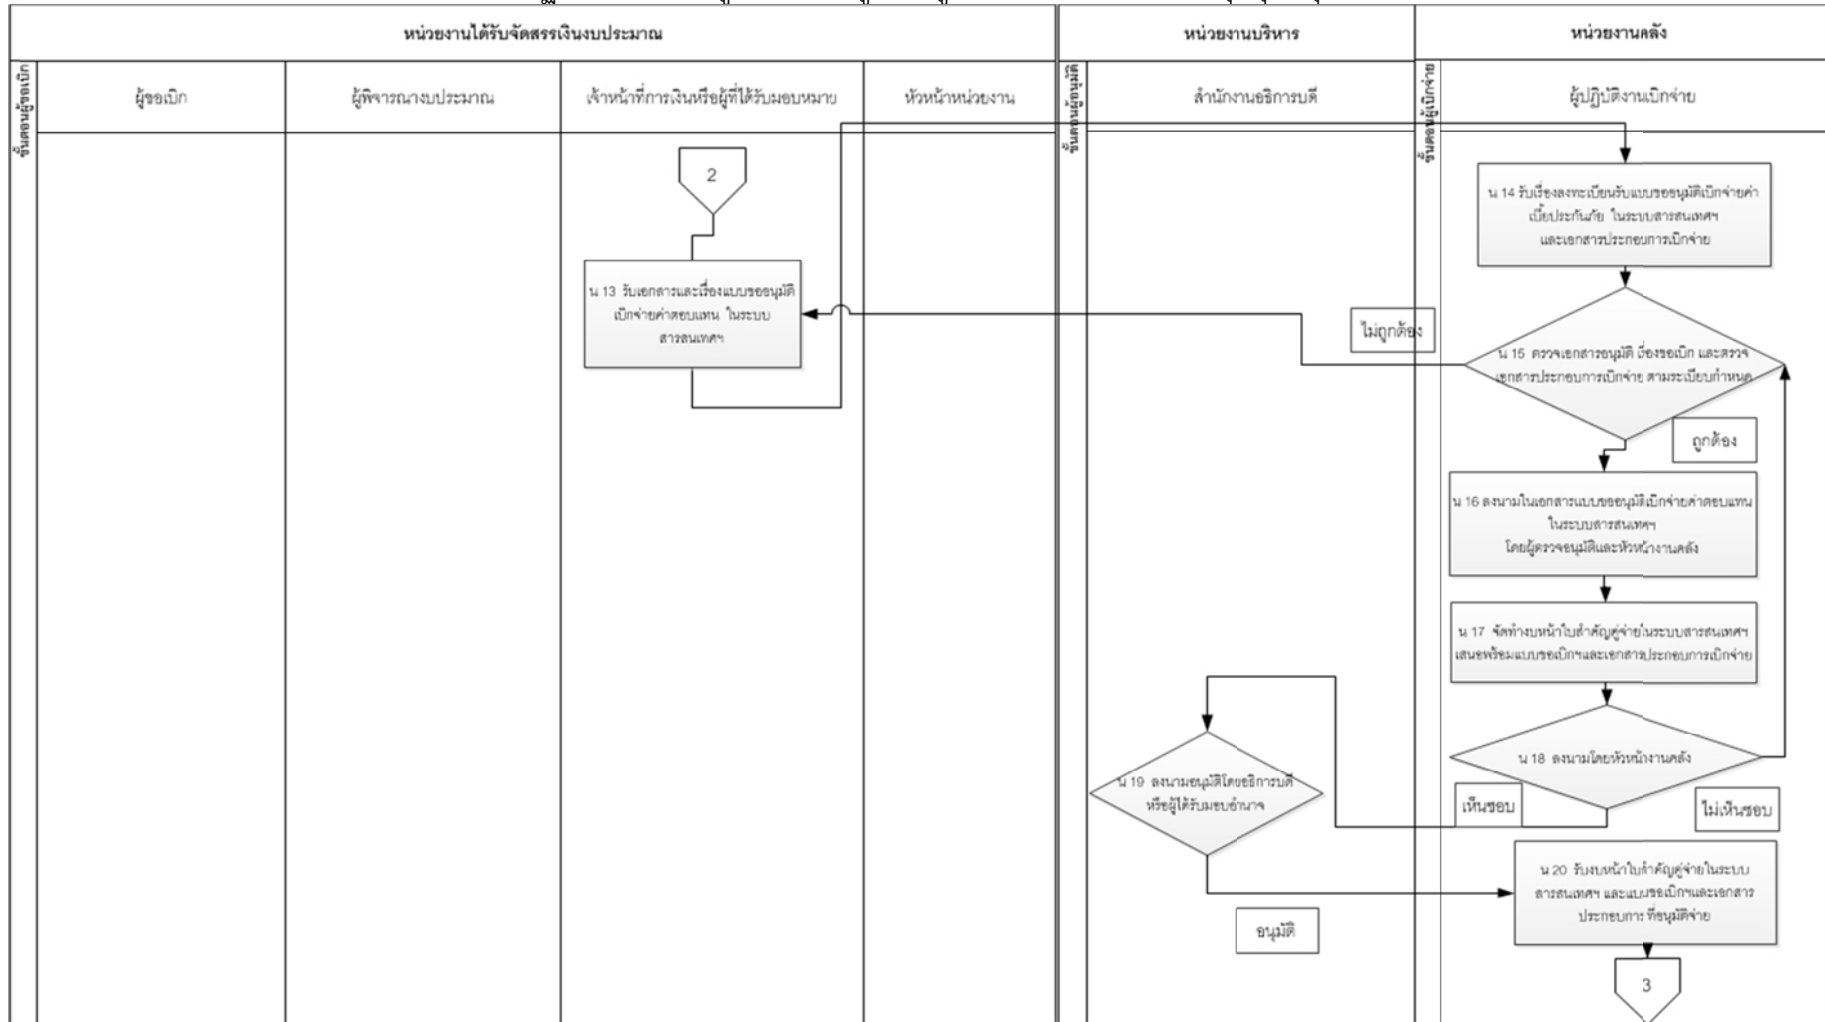 หน่วยงานได้รับจัดสรรเงินงบประมาณ
หน่วยงานบริหาร
หน่วยงานคลัง
ขั้นตอนผู้ขอเบิก
ผู้ขอเบิก
ผู้พิจารณางบประมาณ
เจ้าหน้าที่การเงินหรือผู้ที่ได้รับมอบหมาย
หัวหน้าหน่วยงาน
ขั้นตอนผู้อนุมัติ
สำนักงานอธิการบดี
ขั้นตอนผู้เบิกจ่าย
ผู้ปฏิบัติงานเบิกจ่าย
2
น 13 รับเอกสารและเรื่องแบบขออนุมัติ
เบิกจ่ายค่าตอบแทน ในระบบ
สารสนเทศฯ
น 14 รับเรื่องลงทะเบียนรับแบบขออนุมัติเบิกจ่ายค่า
เบี้ยประกันภัย ในระบบสารสนเทศฯ
และเอกสารประกอบการเบิกจ่าย
ไม่ถูกต้อง
น 15 ตรวจเอกสารอนุมัติ เรื่องขอเบิก และตรวจ
เอกสารประกอบการเบิกจ่าย ตามระเบียบกำหนด
ถูกต้อง
น 16 ลงนามในเอกสารแบบขออนุมัติเบิกจ่ายค่าตอบแทน
ในระบบสารสนเทศฯ
โดยผู้ตรวจอนุมัติและหัวหน้างานคลัง
น 17 จัดทำงบหน้าใบสำคัญคู่จ่ายในระบบสารสนเทศฯ
เสนอพร้อมแบบขอเบิกฯและเอกสารประกอบการเบิกจ่าย
น 18 ลงนามโดยหัวหน้างานคลัง
เห็นชอบ
ไม่เห็นชอบ
น 19 ลงนามอนุมัติโดยอธิการบดี
หรือผู้ได้รับมอบอำนาจ
อนุมัติ
น 20 รับงบหน้าใบสำคัญคู่จ่ายในระบบ
สารสนเทศฯ และแบบขอเบิกฯและเอกสาร
ประกอบการ ที่อนุมัติจ่าย
3